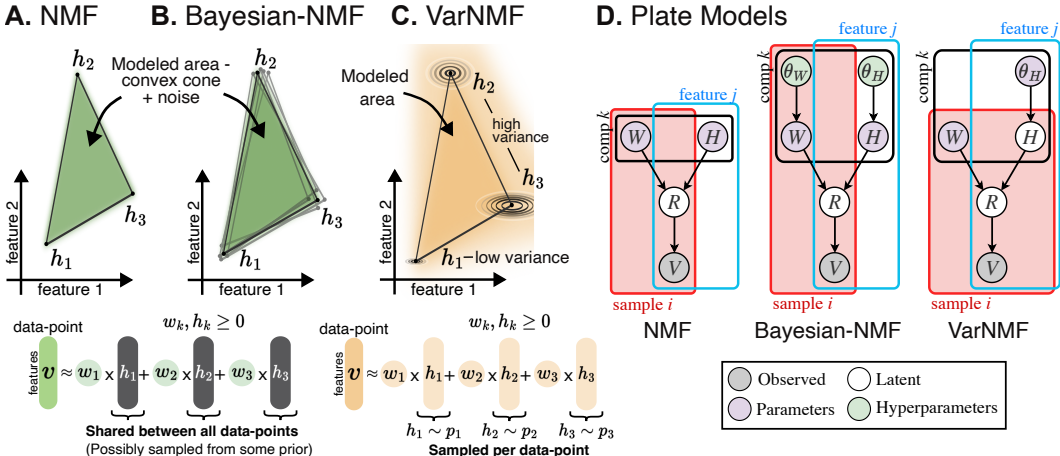 A. NMF
h₂
Modeled area -
convex cone
+ noise
h₃
h₁
feature 2
feature 1
B. Bayesian-NMF
h₂
h₃
h₁
feature 2
feature 1
C. VarNMF
Modeled
area
h₂
high
variance
h₃
h₁
low variance
feature 2
feature 1
data-point
features
v ≈ w₁ x h₁ + w₂ x h₂ + w₃ x h₃
wₖ, hₖ ≥ 0
Shared between all data-points
(Possibly sampled from some prior)
data-point
features
v ≈ w₁ x h₁ + w₂ x h₂ + w₃ x h₃
wₖ, hₖ ≥ 0
h₁ ∼ p₁ h₂ ∼ p₂ h₃ ∼ p₃
Sampled per data-point
D. Plate Models
feature j
comp k
W H
R
V
sample i
NMF
feature j
comp k
θ_W θ_H
W H
R
V
sample i
Bayesian-NMF
feature j
comp k
θ_H
W H
R
V
sample i
VarNMF
Observed
Latent
Parameters
Hyperparameters